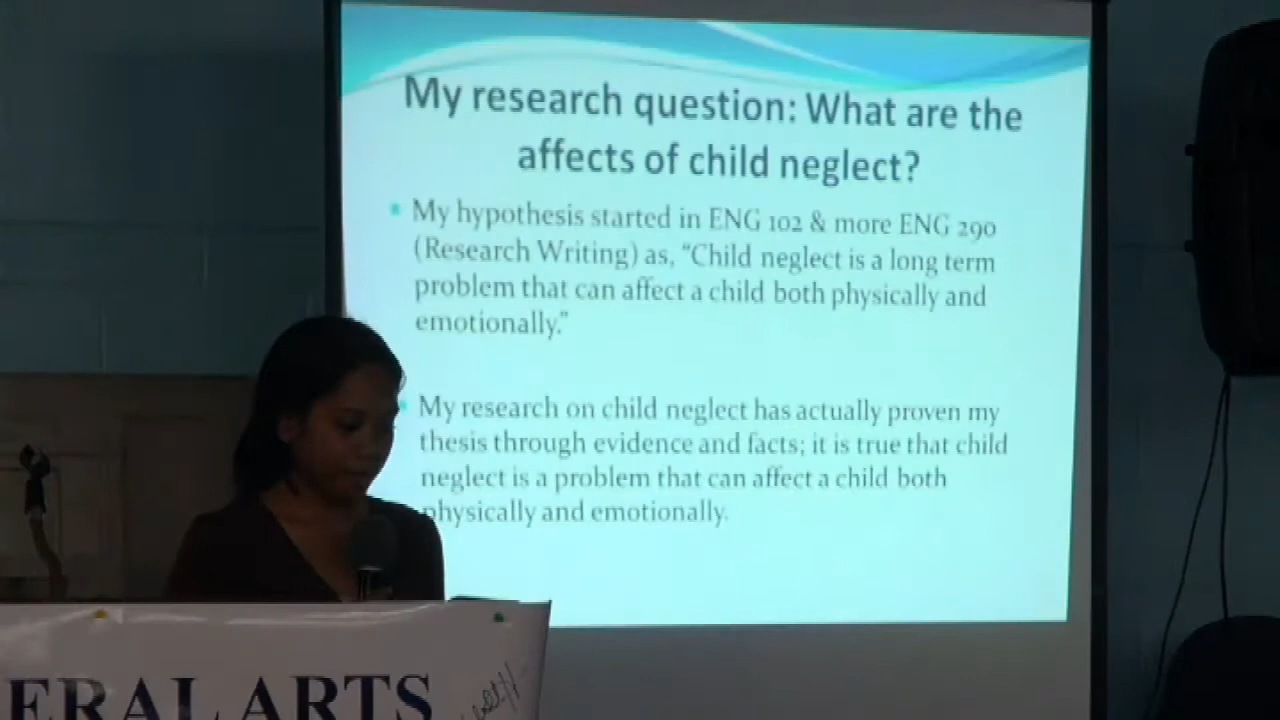 My research question: What are the
affects of child neglect?
My hypothesis started in ENG 102 & more ENG 290
(Research Writing) as, “Child neglect is a long term
problem that can affect a child both physically and
emotionally.”
My research on child neglect has actually proven my
thesis through evidence and facts; it is true that child
neglect is a problem that can affect a child both
physically and emotionally.
ERAL ARTS